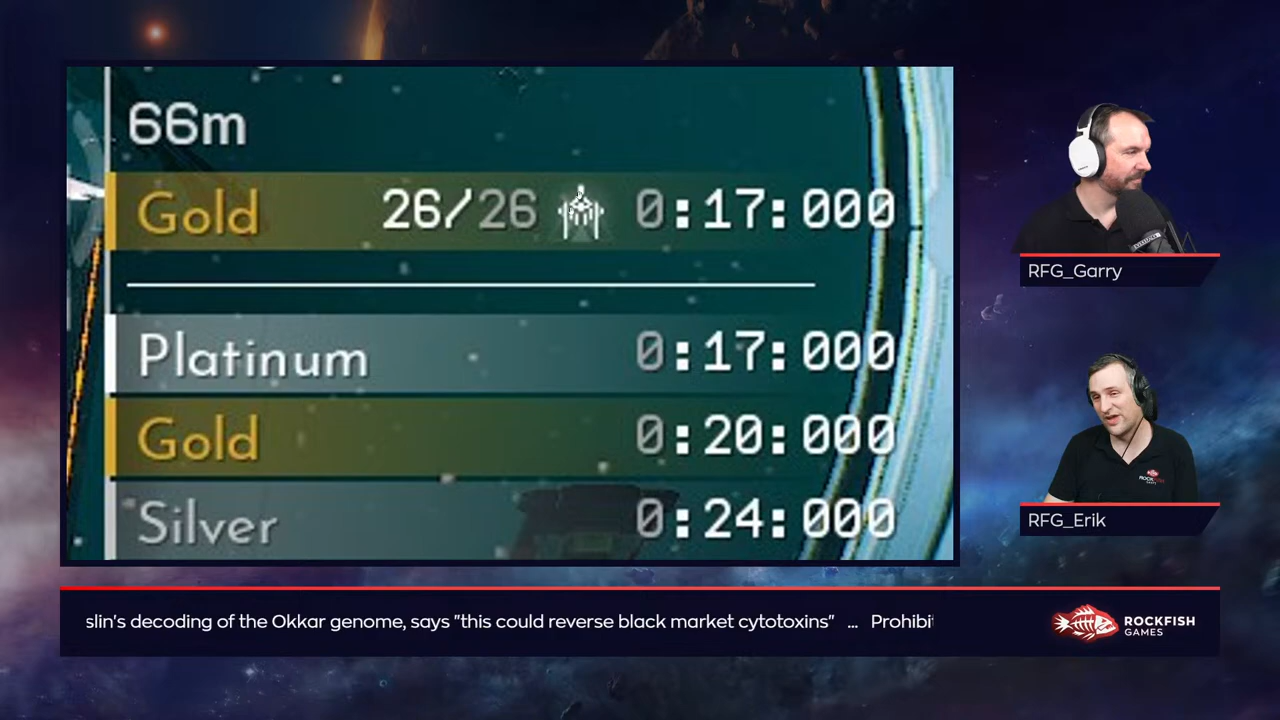 66m
Gold 26/26 0:17:000
Platinum 0:17:000
Gold 0:20:000
Silver 0:24:000
RFG_Garry
RFG_Erik
slin's decoding of the Okkar genome, says "this could reverse black market cytotoxins" ... Prohibi
ROCKFISH
GAMES